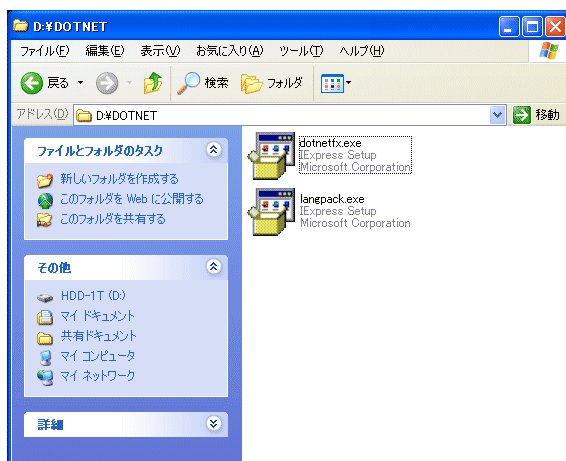 D:¥DOTNET
ファイル(F) 編集(E) 表示(V) お気に入り(A) ツール(T) ヘルプ(H)
戻る 検索 フォルダ
アドレス(D) D:¥DOTNET 移動
ファイルとフォルダのタスク
新しいフォルダを作成する
このフォルダを Web に公開する
このフォルダを共有する
その他
HDD-1T (D:)
マイ ドキュメント
共有ドキュメント
マイ コンピュータ
マイ ネットワーク
詳細
dotnetfx.exe
IExpress Setup
Microsoft Corporation
langpack.exe
IExpress Setup
Microsoft Corporation